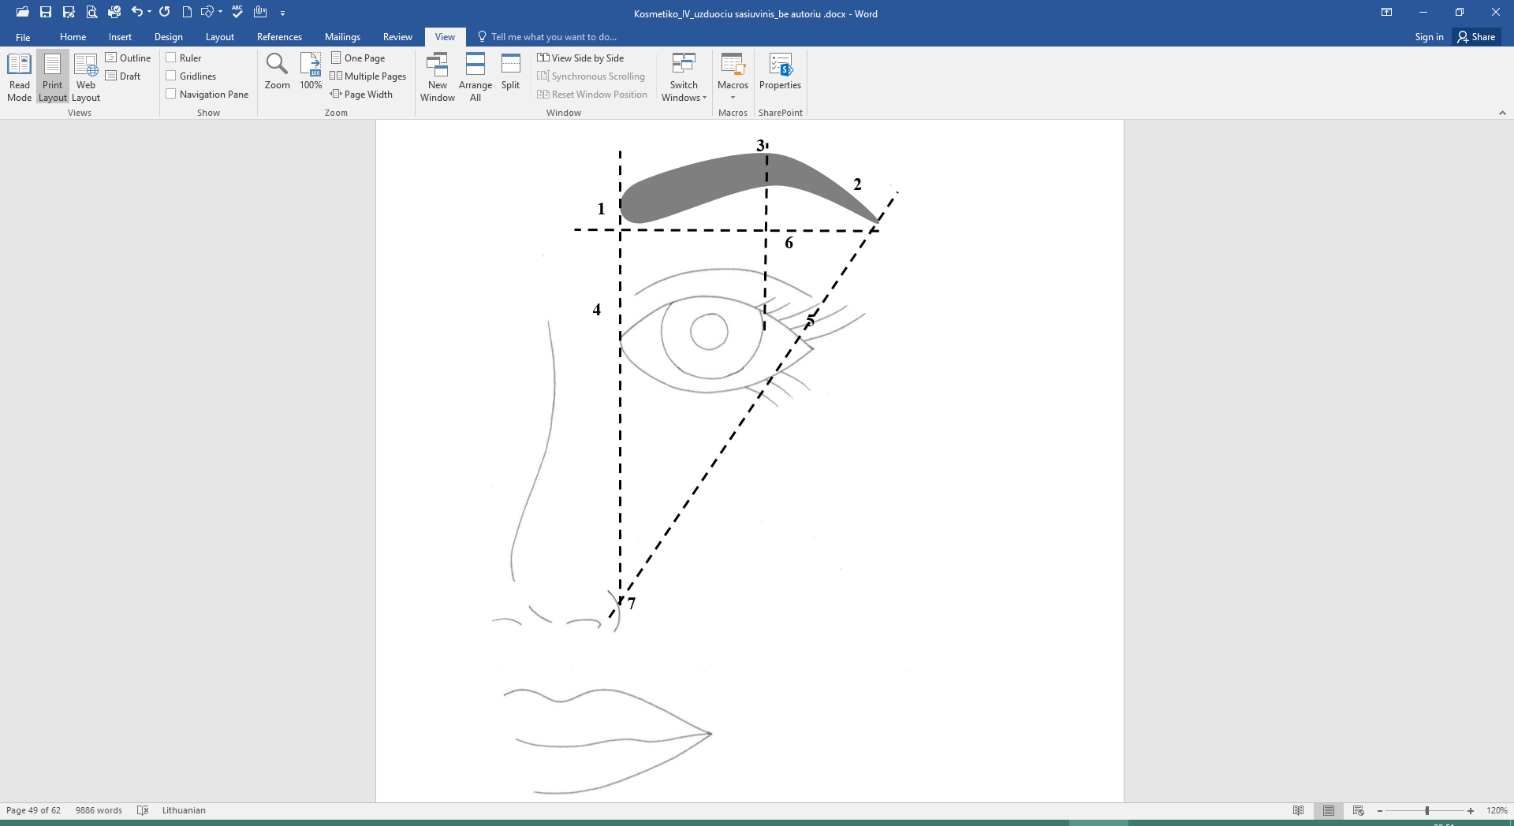 Kosmetiko_IV_uzduociu sasiuvinis_be autoriu .docx - Word
File Home Insert Design Layout References Mailings Review View Tell me what you want to do... Sign in Share
Read Mode
Print Layout
Web Layout
Outline
Draft
Views
Ruler
Gridlines
Navigation Pane
Show
Zoom
100%
One Page
Multiple Pages
Page Width
Zoom
New Window
Arrange All
Split
View Side by Side
Synchronous Scrolling
Reset Window Position
Window
Switch Windows
Macros
Macros
Properties
SharePoint
3
2
1
6
4
5
7
Page 49 of 62 9886 words Lithuanian 120%